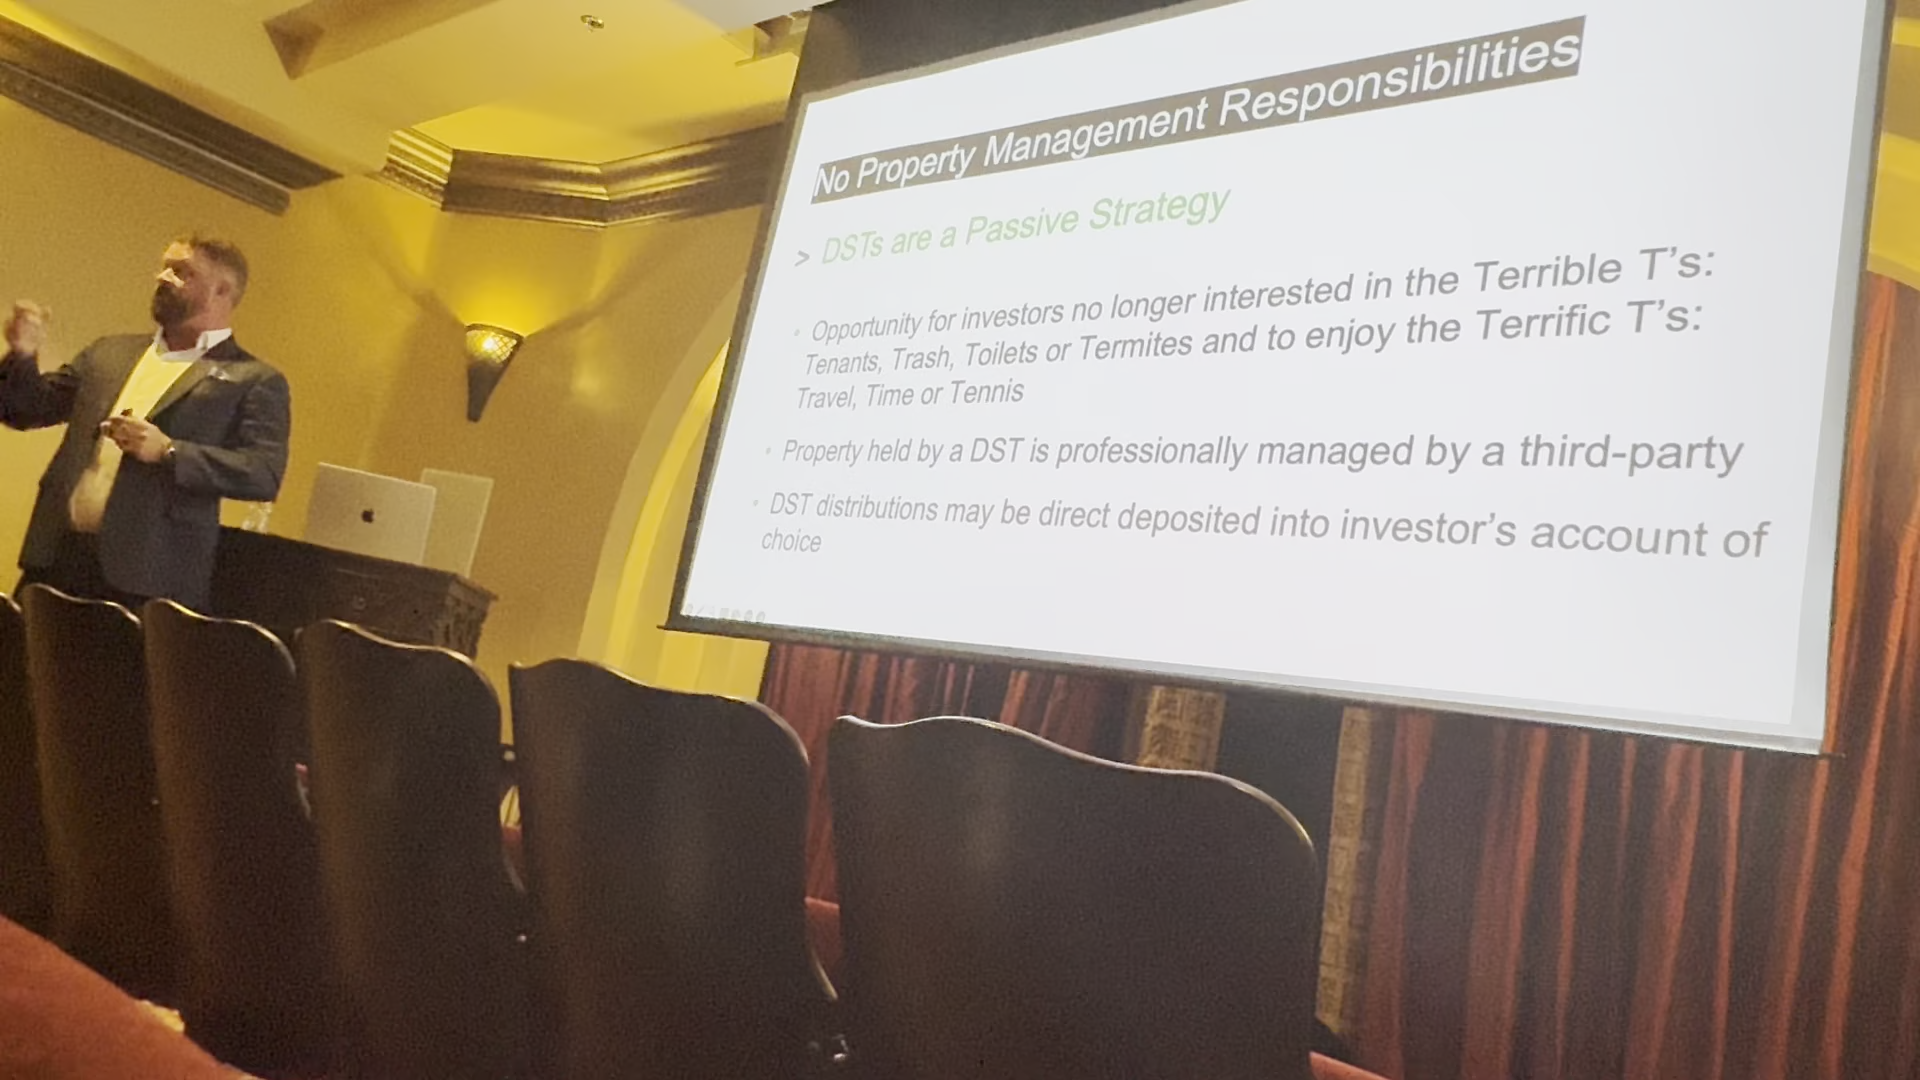 No Property Management Responsibilities
> DSTs are a Passive Strategy
• Opportunity for investors no longer interested in the Terrible T's:
Tenants, Trash, Toilets or Termites and to enjoy the Terrific T's:
Travel, Time or Tennis
• Property held by a DST is professionally managed by a third-party
• DST distributions may be direct deposited into investor's account of
choice